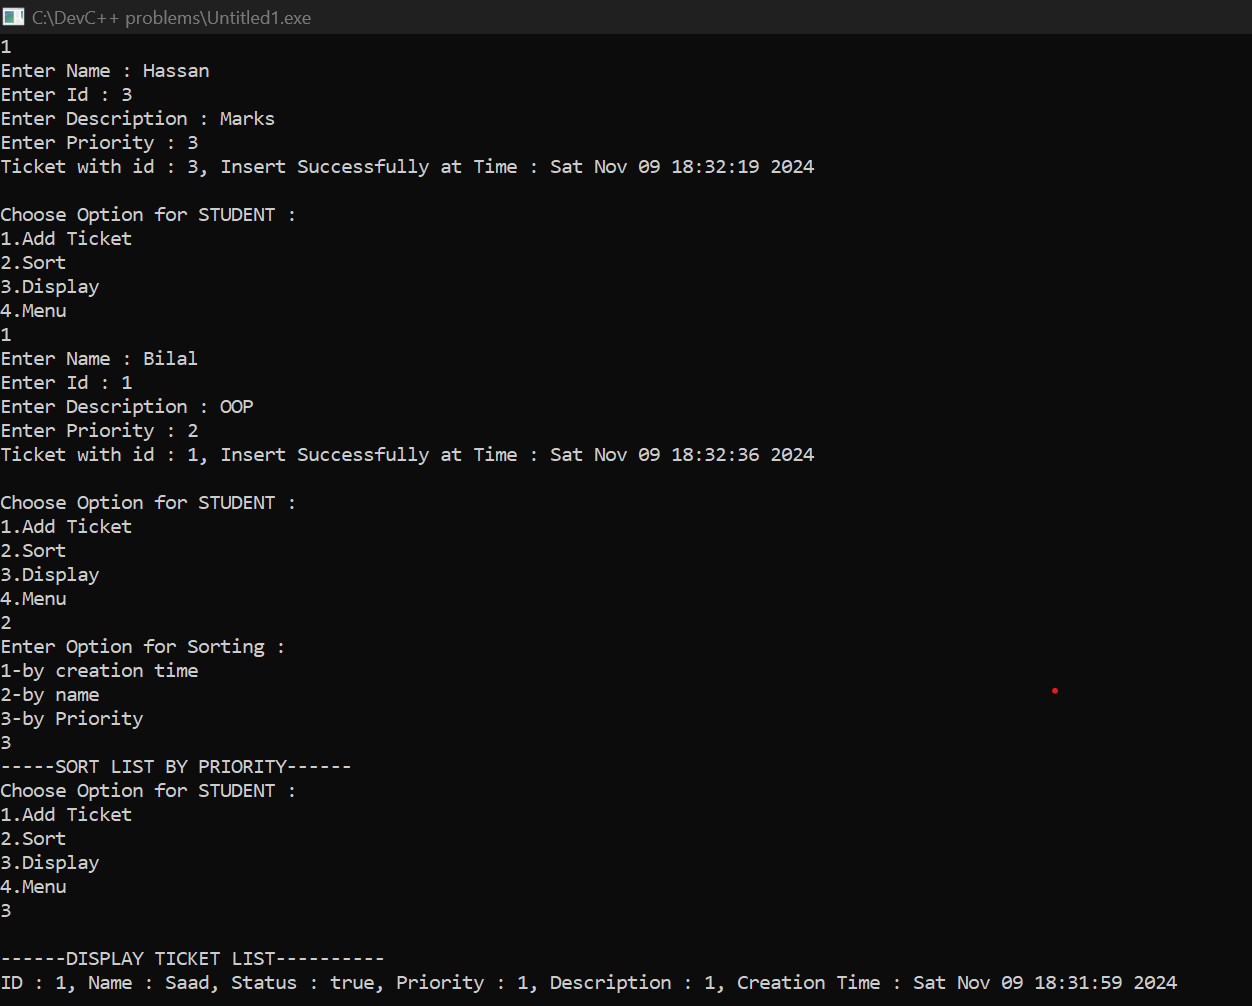 C:\DevC++ problems\Untitled1.exe
1
Enter Name : Hassan
Enter Id : 3
Enter Description : Marks
Enter Priority : 3
Ticket with id : 3, Insert Successfully at Time : Sat Nov 09 18:32:19 2024
Choose Option for STUDENT :
1.Add Ticket
2.Sort
3.Display
4.Menu
1
Enter Name : Bilal
Enter Id : 1
Enter Description : OOP
Enter Priority : 2
Ticket with id : 1, Insert Successfully at Time : Sat Nov 09 18:32:36 2024
Choose Option for STUDENT :
1.Add Ticket
2.Sort
3.Display
4.Menu
2
Enter Option for Sorting :
1-by creation time
2-by name
3-by Priority
3
-----SORT LIST BY PRIORITY------
Choose Option for STUDENT :
1.Add Ticket
2.Sort
3.Display
4.Menu
3
------DISPLAY TICKET LIST----------
ID : 1, Name : Saad, Status : true, Priority : 1, Description : 1, Creation Time : Sat Nov 09 18:31:59 2024